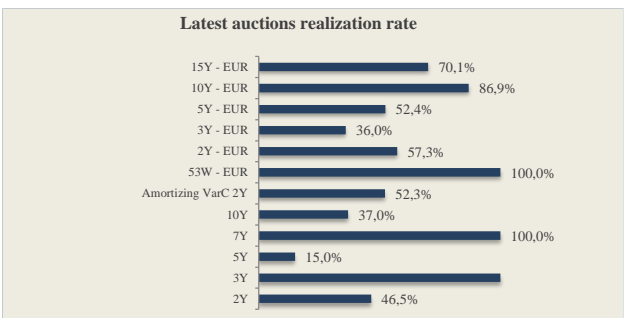 Latest auctions realization rate
15Y - EUR 70,1%
10Y - EUR 86,9%
5Y - EUR 52,4%
3Y - EUR 36,0%
2Y - EUR 57,3%
53W - EUR 100,0%
Amortizing VarC 2Y 52,3%
10Y 37,0%
7Y 100,0%
5Y 15,0%
3Y
2Y 46,5%